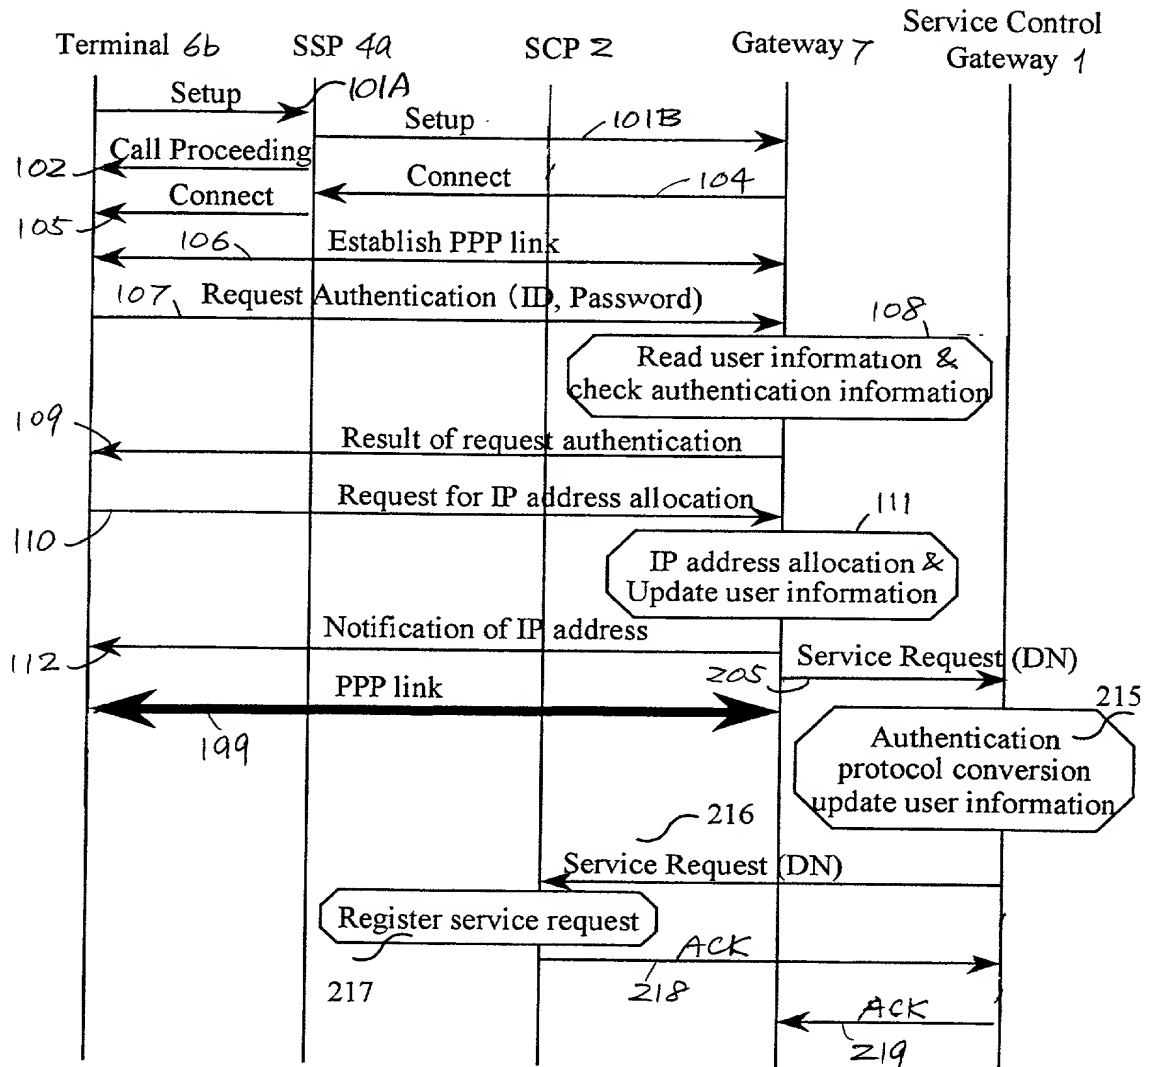 Terminal 6b
SSP 4a
SCP 2
Gateway 7
Service Control
Gateway 1
Setup
101A
Setup
101B
Call Proceeding
102
Connect
104
Connect
105
106
Establish PPP link
107
Request Authentication (ID, Password)
108
Read user information &
check authentication information
109
Result of request authentication
Request for IP address allocation
110
111
IP address allocation &
Update user information
Notification of IP address
112
205
Service Request (DN)
PPP link
199
215
Authentication
protocol conversion
update user information
216
Service Request (DN)
Register service request
217
ACK
218
ACK
219